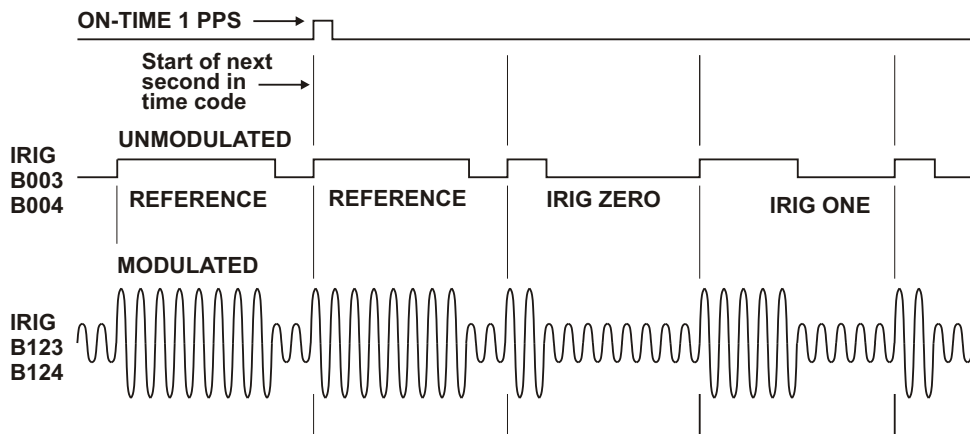 ON-TIME 1 PPS
Start of next
second in
time code
UNMODULATED
IRIG
B003
B004
REFERENCE
REFERENCE
IRIG ZERO
IRIG ONE
MODULATED
IRIG
B123
B124